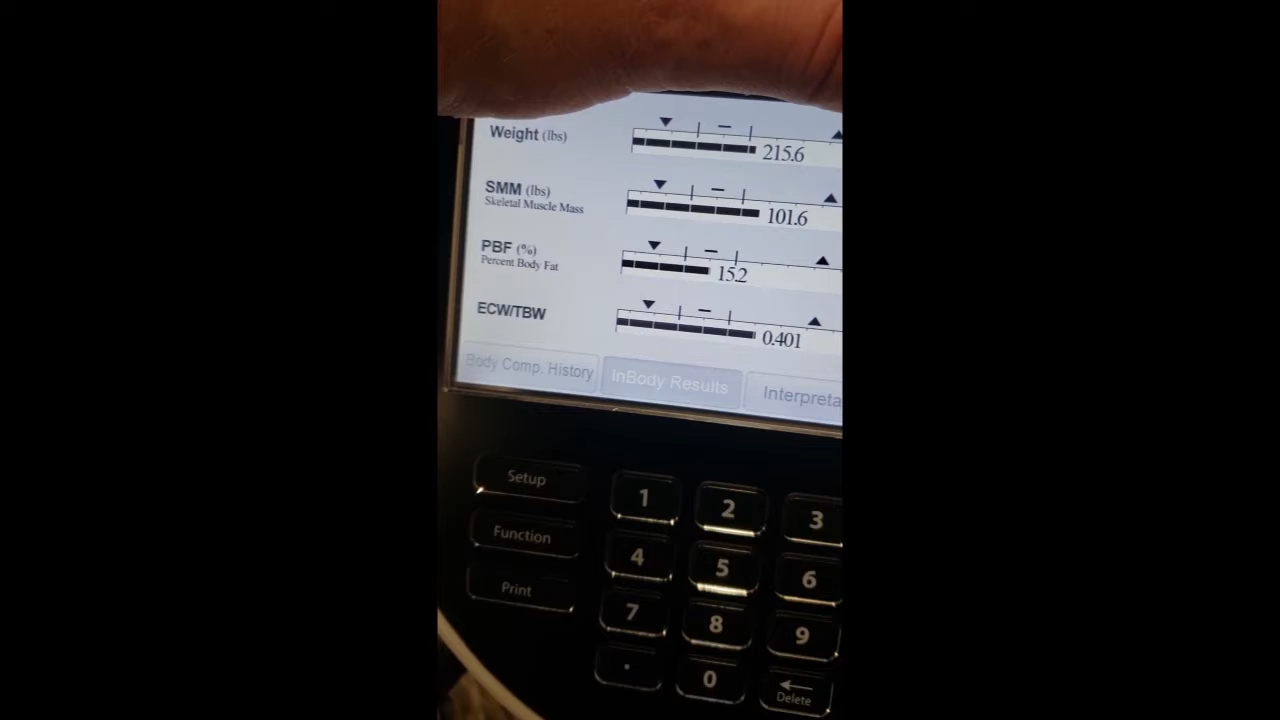 Weight (lbs)
215.6
SMM (lbs)
Skeletal Muscle Mass
101.6
PBF (%)
Percent Body Fat
15.2
ECW/TBW
0.401
Body Comp. History
InBody Results
Interpreta
Setup
1
2
3
Function
4
5
6
Print
7
8
9
.
0
Delete